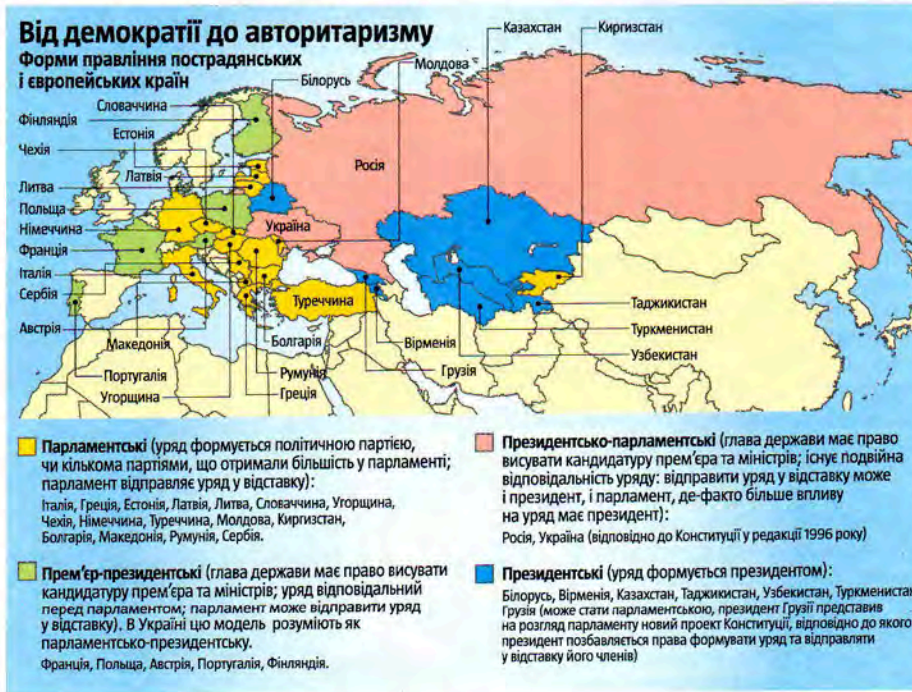 Від демократії до авторитаризму
Форми правління пострадянських
і європейських країн
Казахстан
Киргизстан
Молдова
Білорусь
Словаччина
Фінляндія
Естонія
Чехія
Латвія
Литва
Польща
Німеччина
Франція
Італія
Сербія
Австрія
Македонія
Португалія
Угорщина
Болгарія
Румунія
Греція
Росія
Україна
Туреччина
Вірменія
Грузія
Таджикистан
Туркменистан
Узбекистан
Парламентські (уряд формується політичною партією,
чи кількома партіями, що отримали більшість у парламенті;
парламент відправляє уряд у відставку):
Італія, Греція, Естонія, Латвія, Литва, Словаччина, Угорщина,
Чехія, Німеччина, Туреччина, Молдова, Киргизстан,
Болгарія, Македонія, Румунія, Сербія.
Прем'єр-президентські (глава держави має право висувати
кандидатуру прем'єра та міністрів; уряд відповідальний
перед парламентом; парламент може відправити уряд
у відставку). В Україні цю модель розуміють як
парламентсько-президентську.
Франція, Польща, Австрія, Португалія, Фінляндія.
Президентсько-парламентські (глава держави має право
висувати кандидатуру прем'єра та міністрів; існує подвійна
відповідальність уряду: відправити уряд у відставку може
і президент, і парламент, де-факто більше впливу
на уряд має президент):
Росія, Україна (відповідно до Конституції у редакції 1996 року)
Президентські (уряд формується президентом):
Білорусь, Вірменія, Казахстан, Таджикистан, Узбекистан, Туркменистан
Грузія (може стати парламентською, президент Грузії представив
на розгляд парламенту новий проект Конституції, відповідно до якого
президент позбавляється права формувати уряд та відправляти
у відставку його членів)